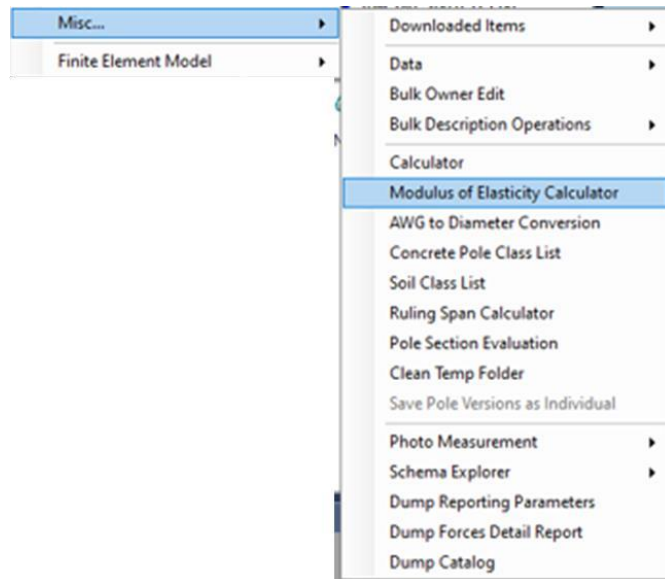 Misc...
Finite Element Model
Downloaded Items
Data
Bulk Owner Edit
Bulk Description Operations
Calculator
Modulus of Elasticity Calculator
AWG to Diameter Conversion
Concrete Pole Class List
Soil Class List
Ruling Span Calculator
Pole Section Evaluation
Clean Temp Folder
Save Pole Versions as Individual
Photo Measurement
Schema Explorer
Dump Reporting Parameters
Dump Forces Detail Report
Dump Catalog